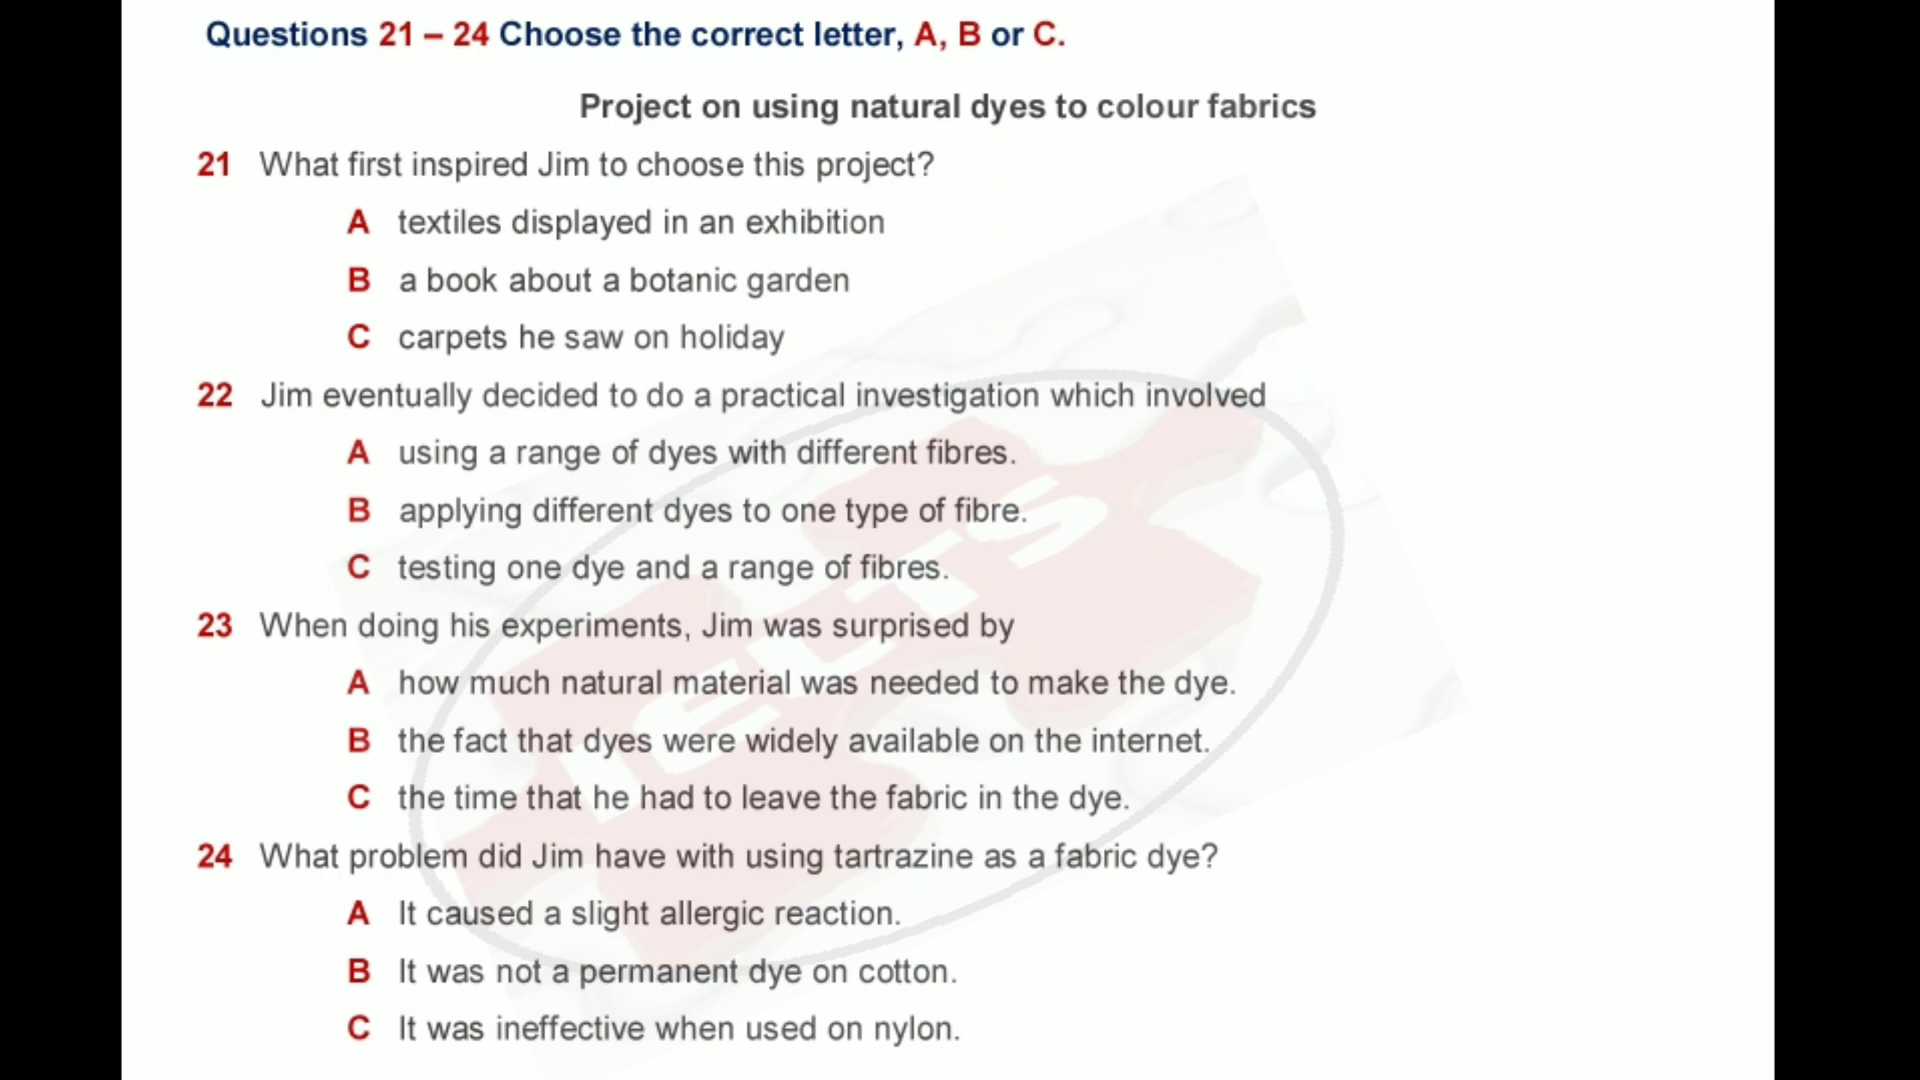 Questions 21 – 24 Choose the correct letter, A, B or C.
Project on using natural dyes to colour fabrics
21 What first inspired Jim to choose this project?
A textiles displayed in an exhibition
B a book about a botanic garden
C carpets he saw on holiday
22 Jim eventually decided to do a practical investigation which involved
A using a range of dyes with different fibres.
B applying different dyes to one type of fibre.
C testing one dye and a range of fibres.
23 When doing his experiments, Jim was surprised by
A how much natural material was needed to make the dye.
B the fact that dyes were widely available on the internet.
C the time that he had to leave the fabric in the dye.
24 What problem did Jim have with using tartrazine as a fabric dye?
A It caused a slight allergic reaction.
B It was not a permanent dye on cotton.
C It was ineffective when used on nylon.
IELTS